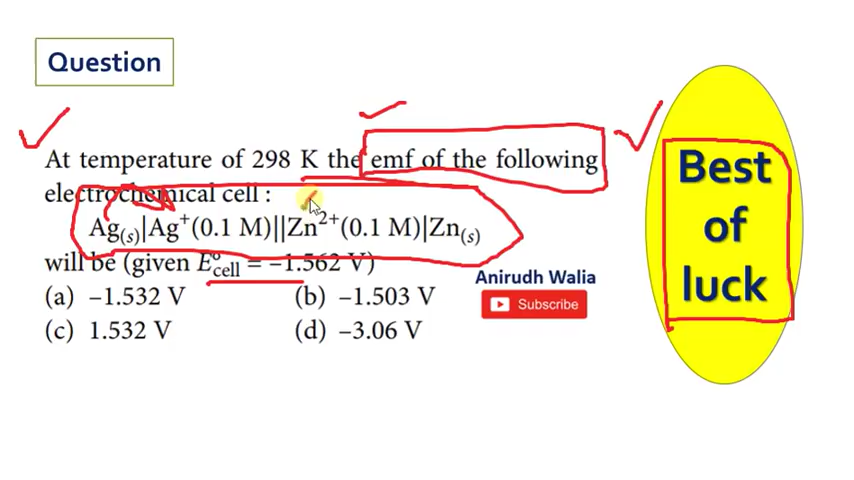 Question
At temperature of 298 K the emf of the following
electrochemical cell :
Ag(s)|Ag⁺(0.1 M)||Zn²⁺(0.1 M)|Zn(s)
will be (given E°cell = –1.562 V)
(a) –1.532 V (b) –1.503 V
(c) 1.532 V (d) –3.06 V
Anirudh Walia
Subscribe
Best
of
luck